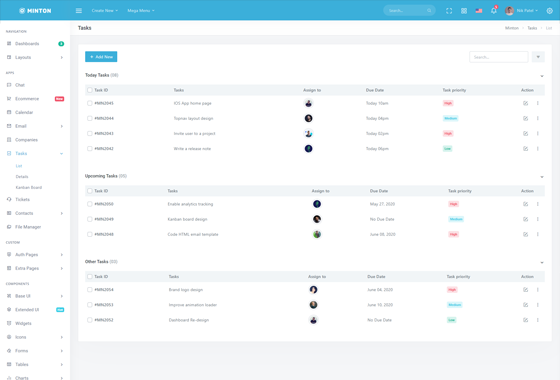 MINTON
Create New
Mega Menu
Search...
Nik Patel
NAVIGATION
Dashboards
Layouts
APPS
Chat
Ecommerce
New
Calendar
Email
Companies
Tasks
List
Details
Kanban Board
Tickets
Contacts
File Manager
CUSTOM
Auth Pages
Extra Pages
COMPONENTS
Base UI
Extended UI
Widgets
Icons
Forms
Tables
Charts
Tasks
Minton
Tasks
List
+ Add New
Search...
Today Tasks
Task ID Tasks Assign to Due Date Task priority Action
#MN2045 iOS App home page Today 10am High
#MN2044 Topnav layout design Today 04pm Medium
#MN2043 Invite user to a project Today 02pm High
#MN2042 Write a release note Today 06pm Low
Upcoming Tasks
Task ID Tasks Assign to Due Date Task priority Action
#MN2050 Enable analytics tracking May 27, 2020 High
#MN2049 Kanban board design No Due Date Medium
#MN2048 Code HTML email template June 09, 2020 High
Other Tasks
Task ID Tasks Assign to Due Date Task priority Action
#MN2054 Brand logo design June 08, 2020 High
#MN2053 Improve animation loader June 10, 2020 Medium
#MN2052 Dashboard Re-design No Due Date Low